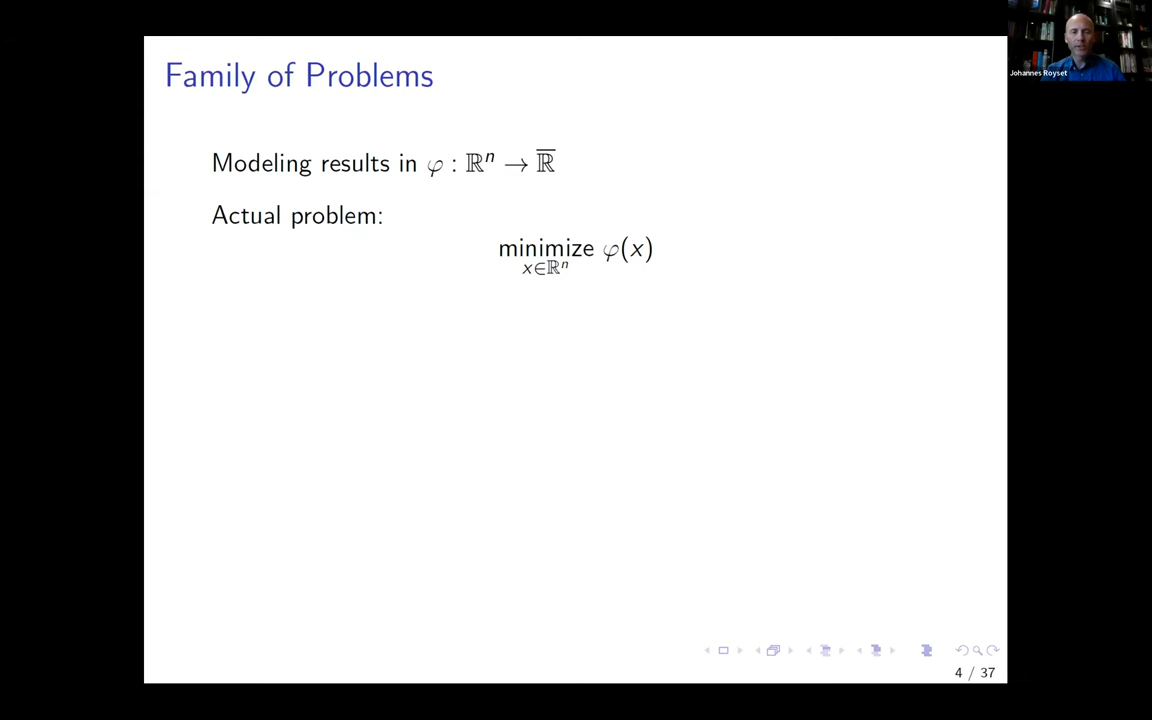 Family of Problems
Johannes Royset
Modeling results in φ : ℝⁿ → ℝ̅
Actual problem:
minimize φ(x)
x∈ℝⁿ
4 / 37